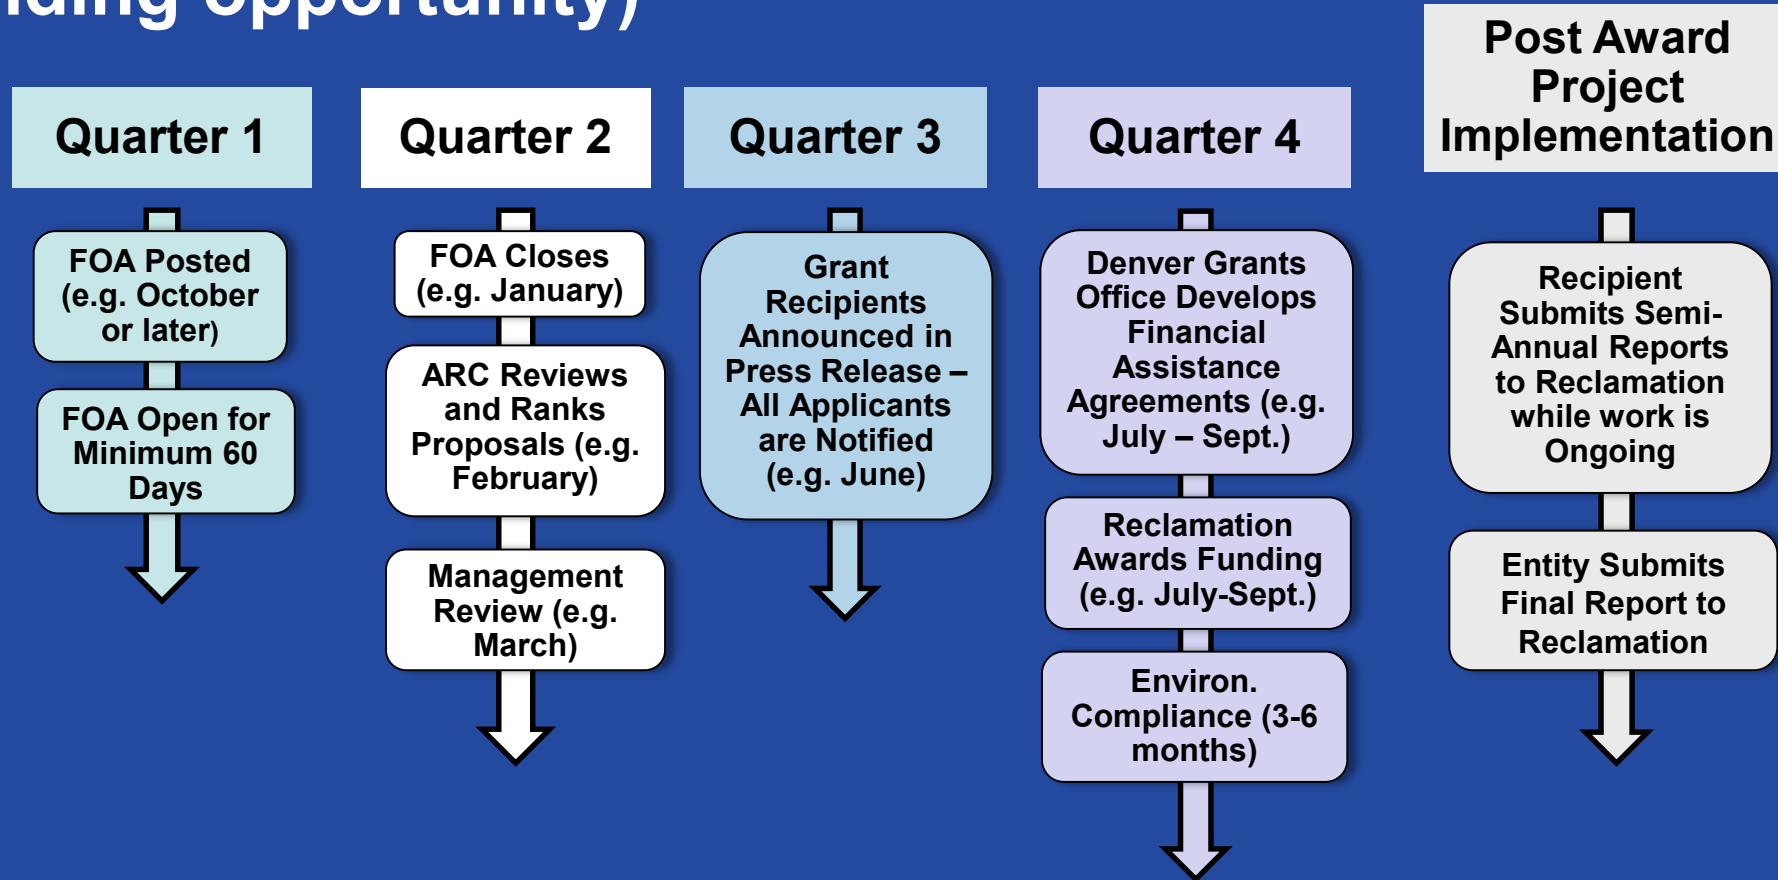 nding opportunity)
Quarter 1
FOA Posted
(e.g. October
or later)
FOA Open for
Minimum 60
Days
Quarter 2
FOA Closes
(e.g. January)
ARC Reviews
and Ranks
Proposals (e.g.
February)
Management
Review (e.g.
March)
Quarter 3
Grant
Recipients
Announced in
Press Release –
All Applicants
are Notified
(e.g. June)
Quarter 4
Denver Grants
Office Develops
Financial
Assistance
Agreements (e.g.
July – Sept.)
Reclamation
Awards Funding
(e.g. July-Sept.)
Environ.
Compliance (3-6
months)
Post Award
Project
Implementation
Recipient
Submits Semi-
Annual Reports
to Reclamation
while work is
Ongoing
Entity Submits
Final Report to
Reclamation